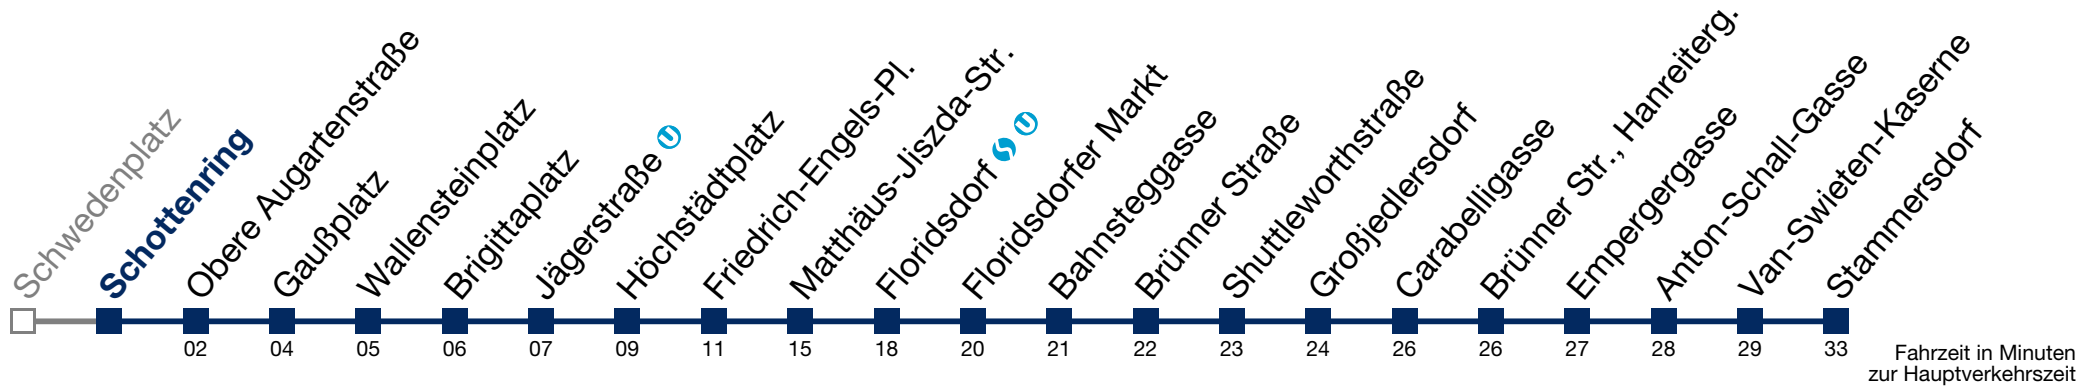 Schwedenplatz
Schottenring
Obere Augartenstraße
Gaußplatz
Wallensteinplatz
Brigittaplatz
Jägerstraße U
Höchstädtplatz
Friedrich-Engels-Pl.
Matthäus-Jiszda-Str.
Floridsdorf S U
Floridsdorfer Markt
Bahnsteggasse
Brünner Straße
Shuttleworthstraße
Großjedlersdorf
Carabelligasse
Brünner Str., Hanreiterg.
Empergergasse
Anton-Schall-Gasse
Van-Swieten-Kaserne
Stammersdorf
02 04 05 06 07 09 11 15 18 20 21 22 23 24 26 26 27 28 29 33
Fahrzeit in Minuten
zur Hauptverkehrszeit